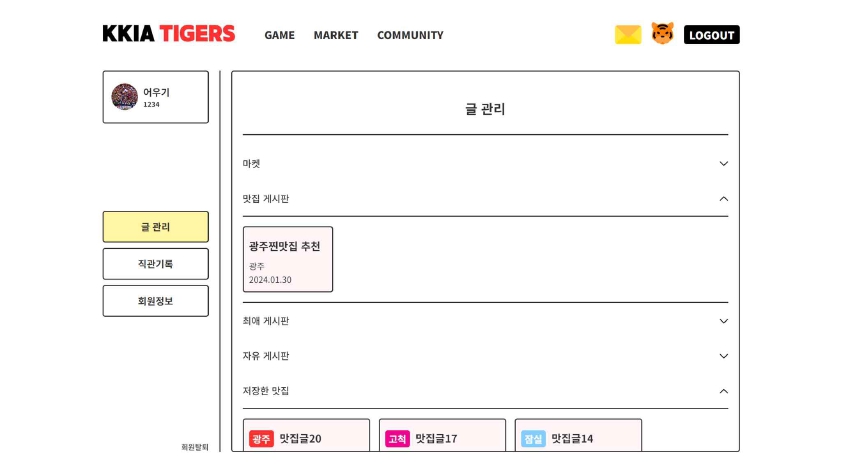 KKIA TIGERS
GAME MARKET COMMUNITY
LOGOUT
어우기
1234
글 관리
직관기록
회원정보
회원탈퇴
글 관리
마켓
맛집 게시판
광주찐맛집 추천
광주
2024.01.30
최애 게시판
자유 게시판
저장한 맛집
광주 맛집글20
고척 맛집글17
잠실 맛집글14